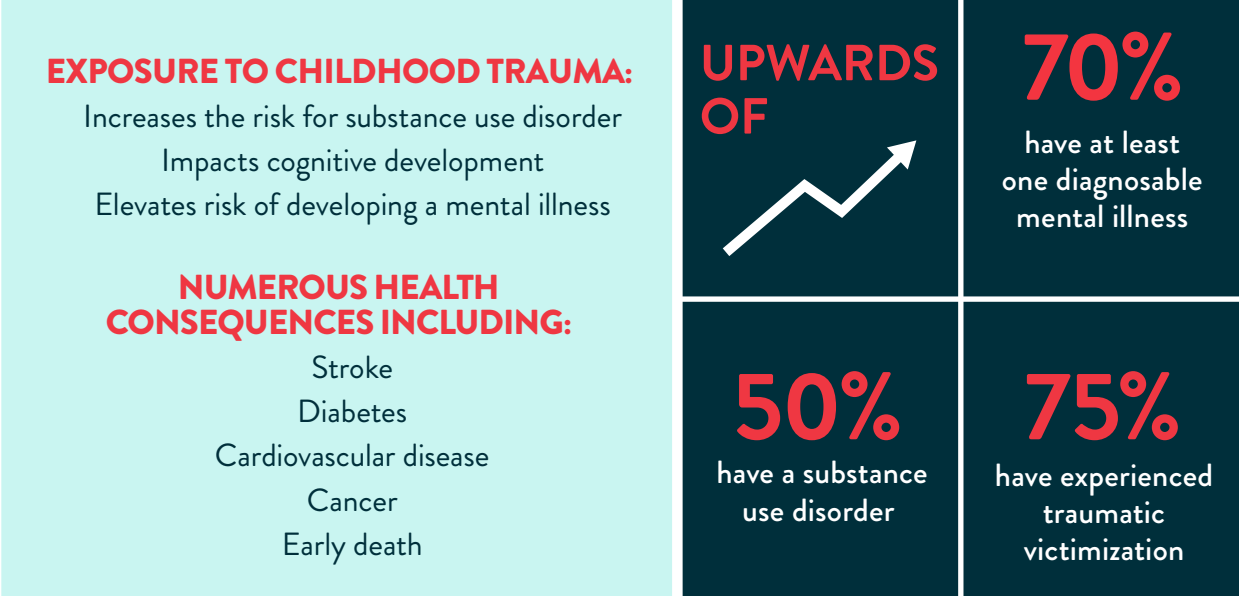 EXPOSURE TO CHILDHOOD TRAUMA:
Increases the risk for substance use disorder
Impacts cognitive development
Elevates risk of developing a mental illness
NUMEROUS HEALTH
CONSEQUENCES INCLUDING:
Stroke
Diabetes
Cardiovascular disease
Cancer
Early death
UPWARDS
OF
70%
have at least
one diagnosable
mental illness
50%
have a substance
use disorder
75%
have experienced
traumatic
victimization